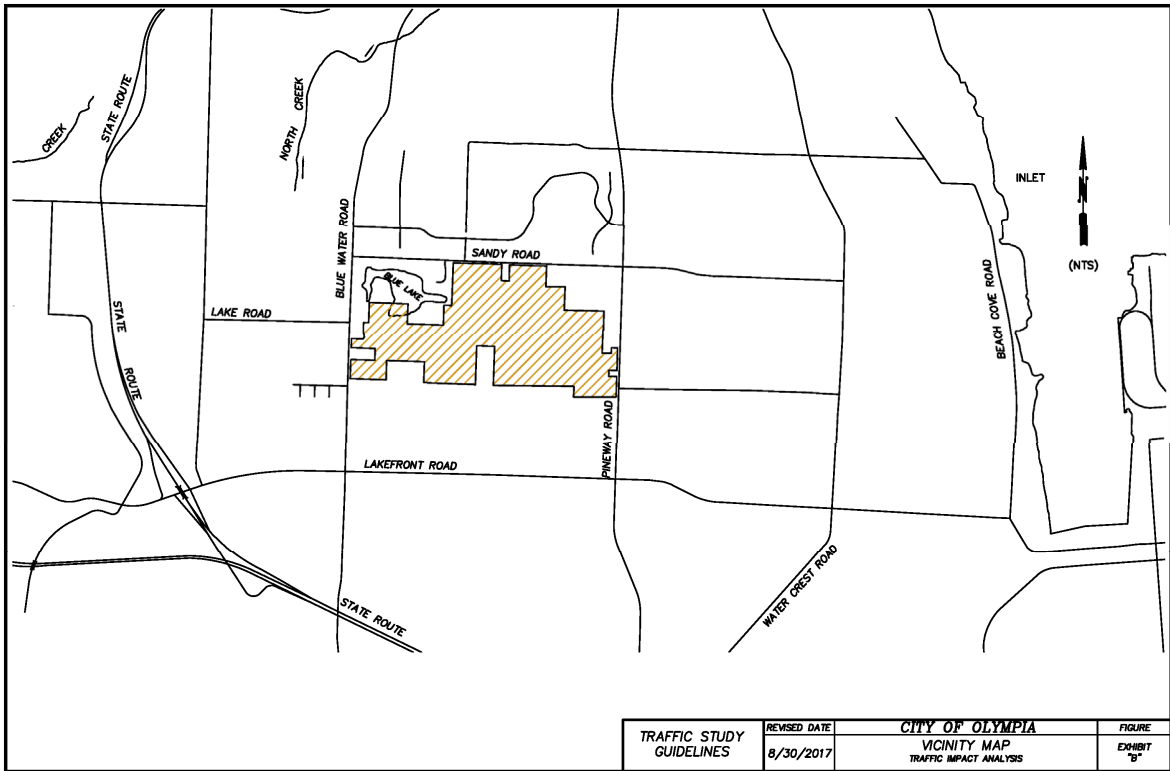 CREEK
STATE ROUTE
NORTH CREEK
INLET
N
(NTS)
BLUE WATER ROAD
SANDY ROAD
BLUE LAKE
LAKE ROAD
STATE
ROUTE
BEACH COVE ROAD
LAKEFRONT ROAD
PINEWAY ROAD
WATER CREST ROAD
STATE ROUTE
TRAFFIC STUDY
GUIDELINES
REVISED DATE
8/30/2017
CITY OF OLYMPIA
VICINITY MAP
TRAFFIC IMPACT ANALYSIS
FIGURE
EXHIBIT
"B"